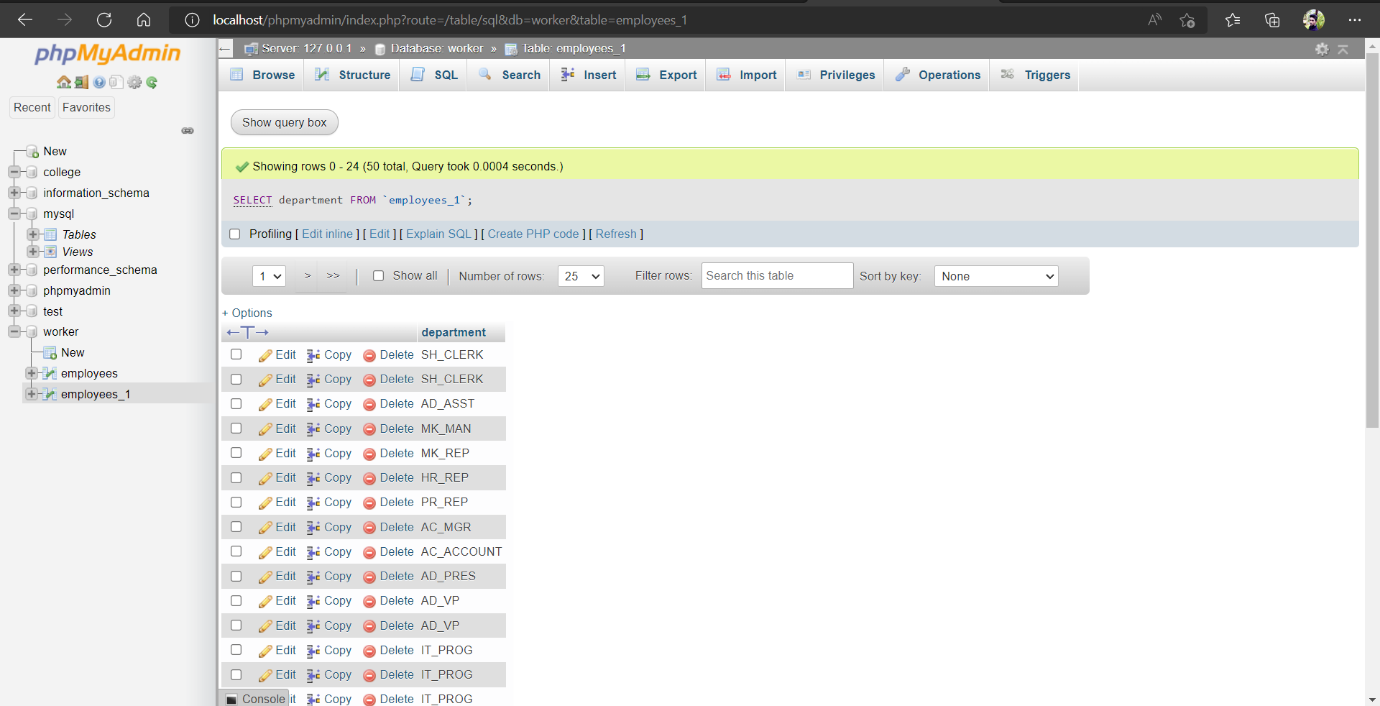 localhost/phpmyadmin/index.php?route=/table/sql&db=worker&table=employees_1
phpMyAdmin
Recent Favorites
New
college
information_schema
mysql
Tables
Views
performance_schema
phpmyadmin
test
worker
New
employees
employees_1
Server: 127.0.0.1 » Database: worker » Table: employees_1
Browse Structure SQL Search Insert Export Import Privileges Operations Triggers
Show query box
Showing rows 0 - 24 (50 total, Query took 0.0004 seconds.)
SELECT department FROM `employees_1`;
Profiling [ Edit inline ] [ Edit ] [ Explain SQL ] [ Create PHP code ] [ Refresh ]
1 > >> Show all Number of rows: 25 Filter rows: Search this table Sort by key: None
+ Options
←T→ department
Edit Copy Delete SH_CLERK
Edit Copy Delete SH_CLERK
Edit Copy Delete AD_ASST
Edit Copy Delete MK_MAN
Edit Copy Delete MK_REP
Edit Copy Delete HR_REP
Edit Copy Delete PR_REP
Edit Copy Delete AC_MGR
Edit Copy Delete AC_ACCOUNT
Edit Copy Delete AD_PRES
Edit Copy Delete AD_VP
Edit Copy Delete AD_VP
Edit Copy Delete IT_PROG
Edit Copy Delete IT_PROG
Console it Copy Delete IT_PROG